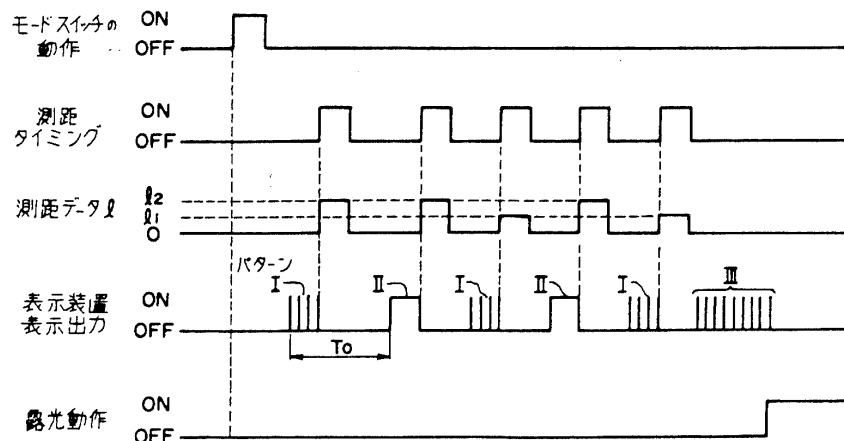 モードスイッチの
動作
ON
OFF
測距
タイミング
ON
OFF
測距データl
l2
l1
0
パターン
I
II
I
II
I
III
表示装置
表示出力
ON
OFF
To
露光動作
ON
OFF